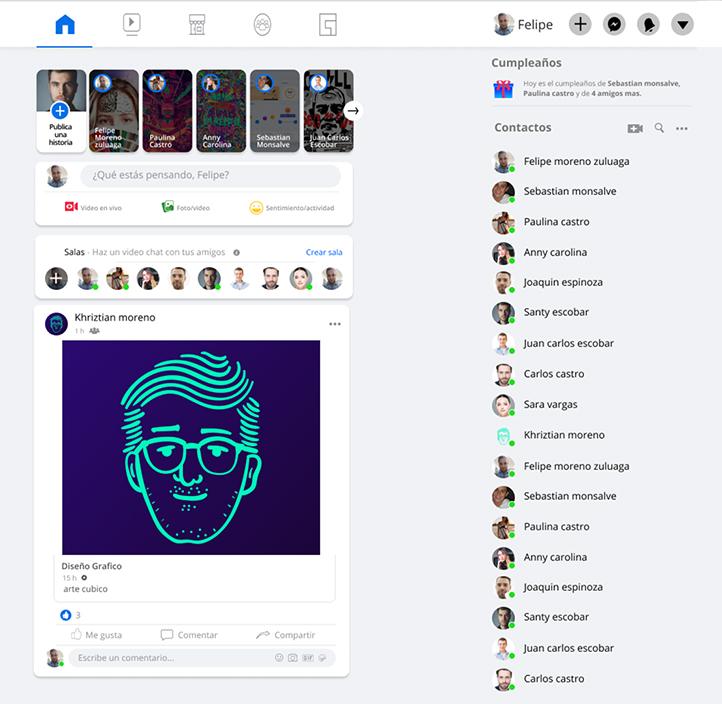 Felipe
Publica
una
historia
Felipe
Moreno
zuluaga
Paulina
Castro
Anny
Carolina
Sebastian
Monsalve
Juan Carlos
Escobar
¿Qué estás pensando, Felipe?
Video en vivo
Foto/video
Sentimiento/actividad
Salas · Haz un video chat con tus amigos
Crear sala
Khriztian moreno
1 h
Diseño Grafico
15 h
arte cubico
3
Me gusta
Comentar
Compartir
Escribe un comentario...
GIF
Cumpleaños
Hoy es el cumpleaños de Sebastian monsalve,
Paulina castro y de 4 amigos mas.
Contactos
Felipe moreno zuluaga
Sebastian monsalve
Paulina castro
Anny carolina
Joaquin espinoza
Santy escobar
Juan carlos escobar
Carlos castro
Sara vargas
Khriztian moreno
Felipe moreno zuluaga
Sebastian monsalve
Paulina castro
Anny carolina
Joaquin espinoza
Santy escobar
Juan carlos escobar
Carlos castro